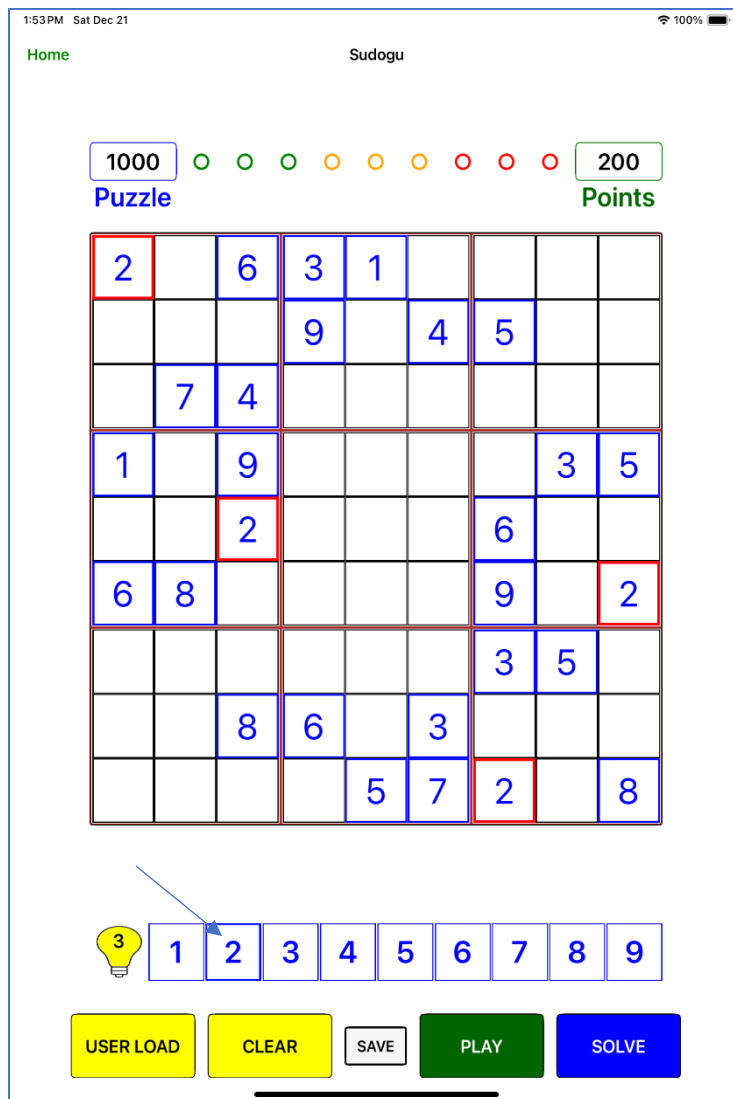 1:53 PM Sat Dec 21 100%
Home Sudogu
1000 200
Puzzle Points
2 6 3 1
9 4 5
7 4
1 9 3 5
2 6
6 8 9 2
3 5
8 6 3
5 7 2 8
3 1 2 3 4 5 6 7 8 9
USER LOAD CLEAR SAVE PLAY SOLVE